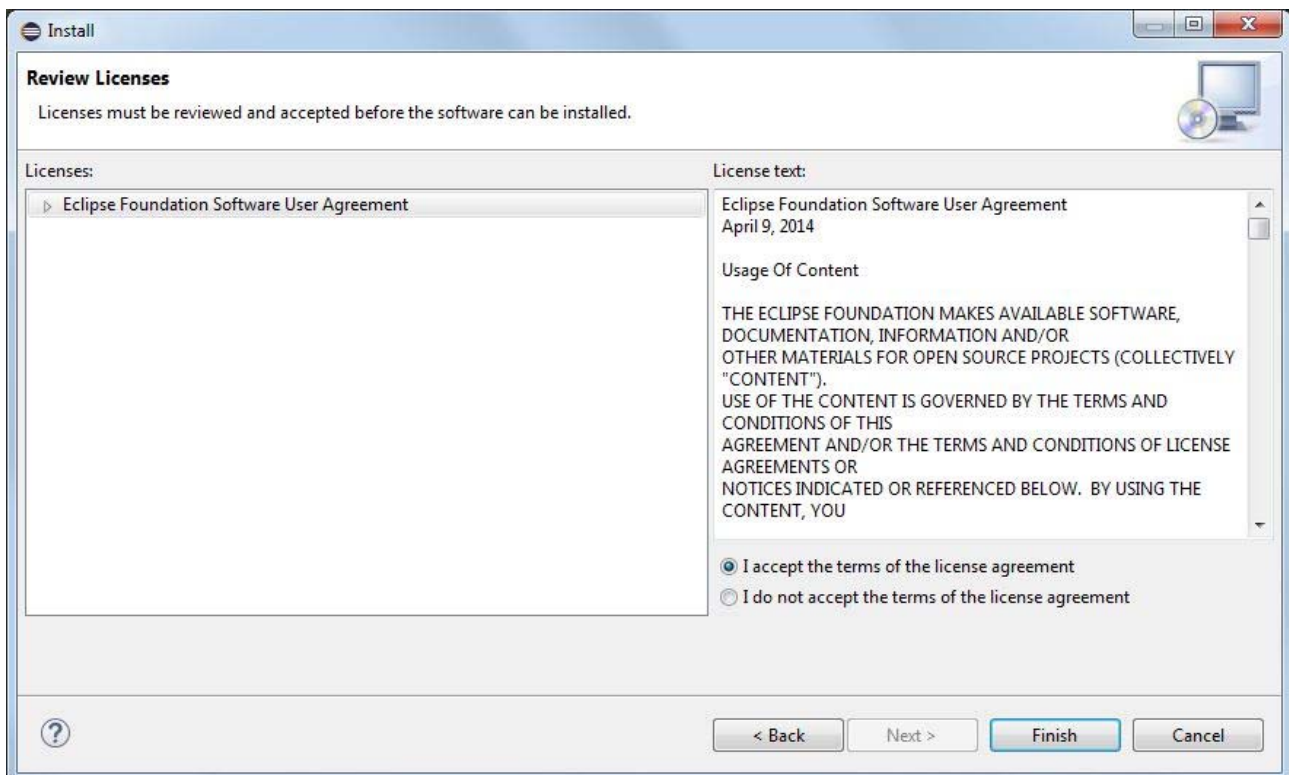 Install
Review Licenses
Licenses must be reviewed and accepted before the software can be installed.
Licenses:
Eclipse Foundation Software User Agreement
License text:
Eclipse Foundation Software User Agreement
April 9, 2014
Usage Of Content
THE ECLIPSE FOUNDATION MAKES AVAILABLE SOFTWARE,
DOCUMENTATION, INFORMATION AND/OR
OTHER MATERIALS FOR OPEN SOURCE PROJECTS (COLLECTIVELY
"CONTENT").
USE OF THE CONTENT IS GOVERNED BY THE TERMS AND
CONDITIONS OF THIS
AGREEMENT AND/OR THE TERMS AND CONDITIONS OF LICENSE
AGREEMENTS OR
NOTICES INDICATED OR REFERENCED BELOW.  BY USING THE
CONTENT, YOU
I accept the terms of the license agreement
I do not accept the terms of the license agreement
?
< Back
Next >
Finish
Cancel